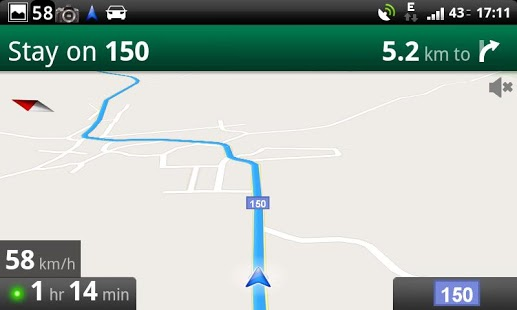 58 E 43 17:11
Stay on 150 5.2 km to
150
58 km/h
1 hr 14 min
150